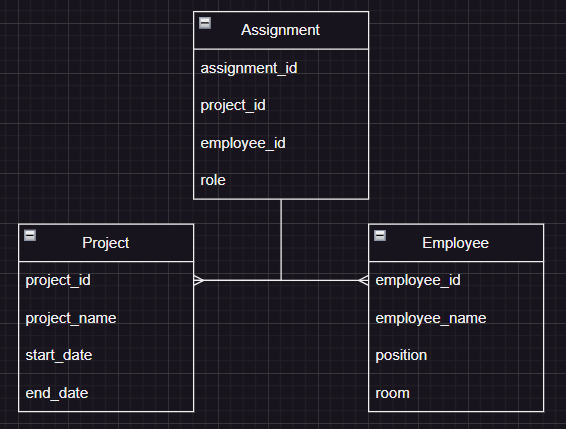 Assignment
assignment_id
project_id
employee_id
role
Project
project_id
project_name
start_date
end_date
Employee
employee_id
employee_name
position
room